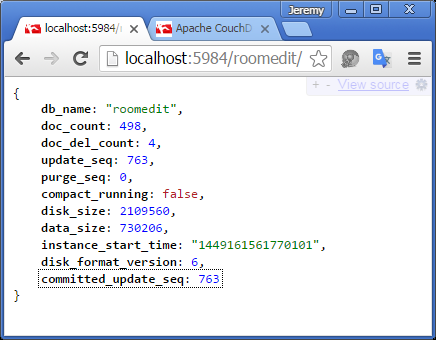 Jeremy
localhost:5984/
Apache CouchD
localhost:5984/roomedit/
+ - View source
{
db_name: "roomedit",
doc_count: 498,
doc_del_count: 4,
update_seq: 763,
purge_seq: 0,
compact_running: false,
disk_size: 2109560,
data_size: 730206,
instance_start_time: "1449161561770101",
disk_format_version: 6,
committed_update_seq: 763
}